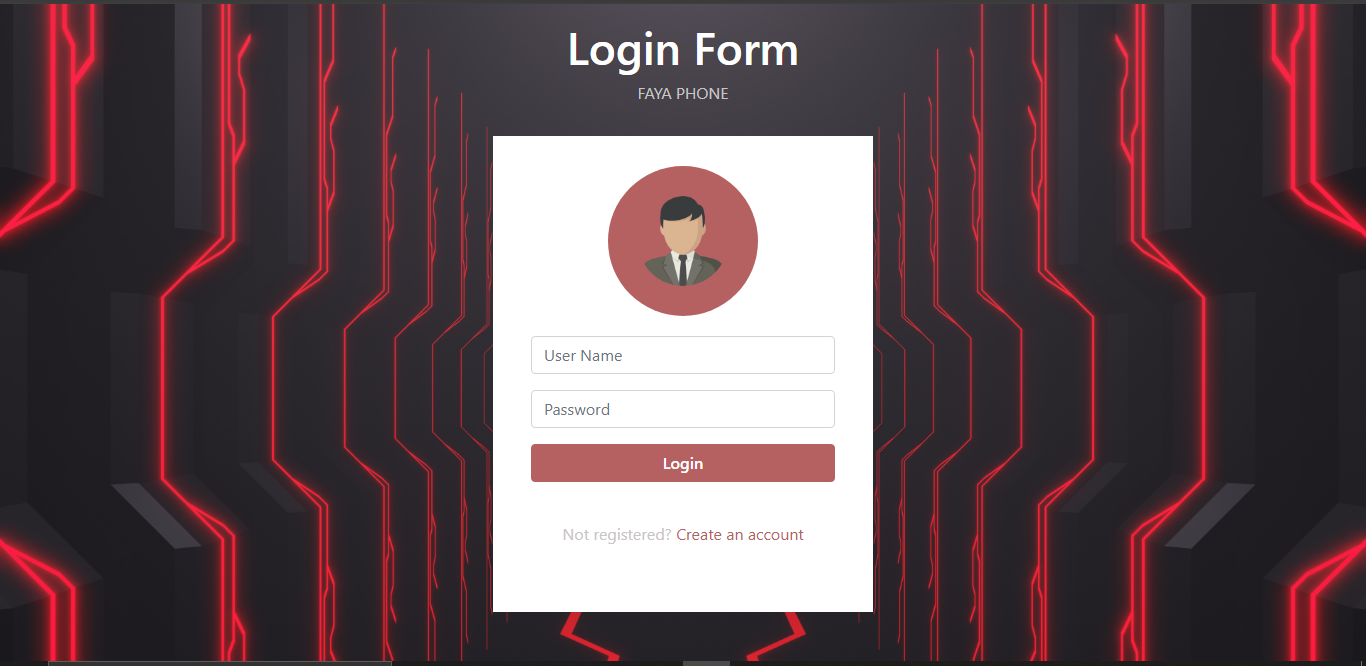 Login Form
FAYA PHONE
User Name
Password
Login
Not registered? Create an account